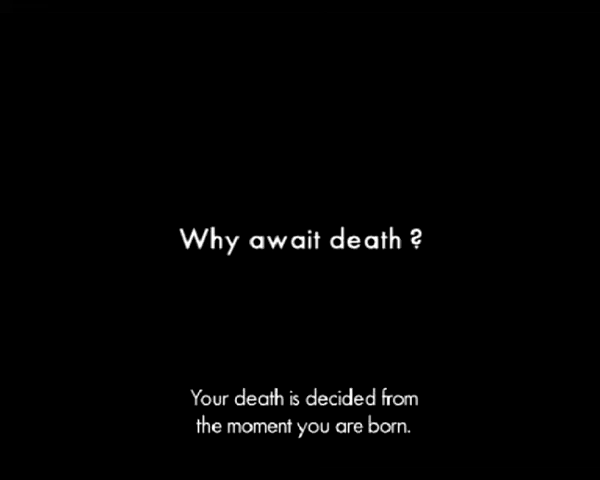 Why await death ?
Your death is decided from
the moment you are born.